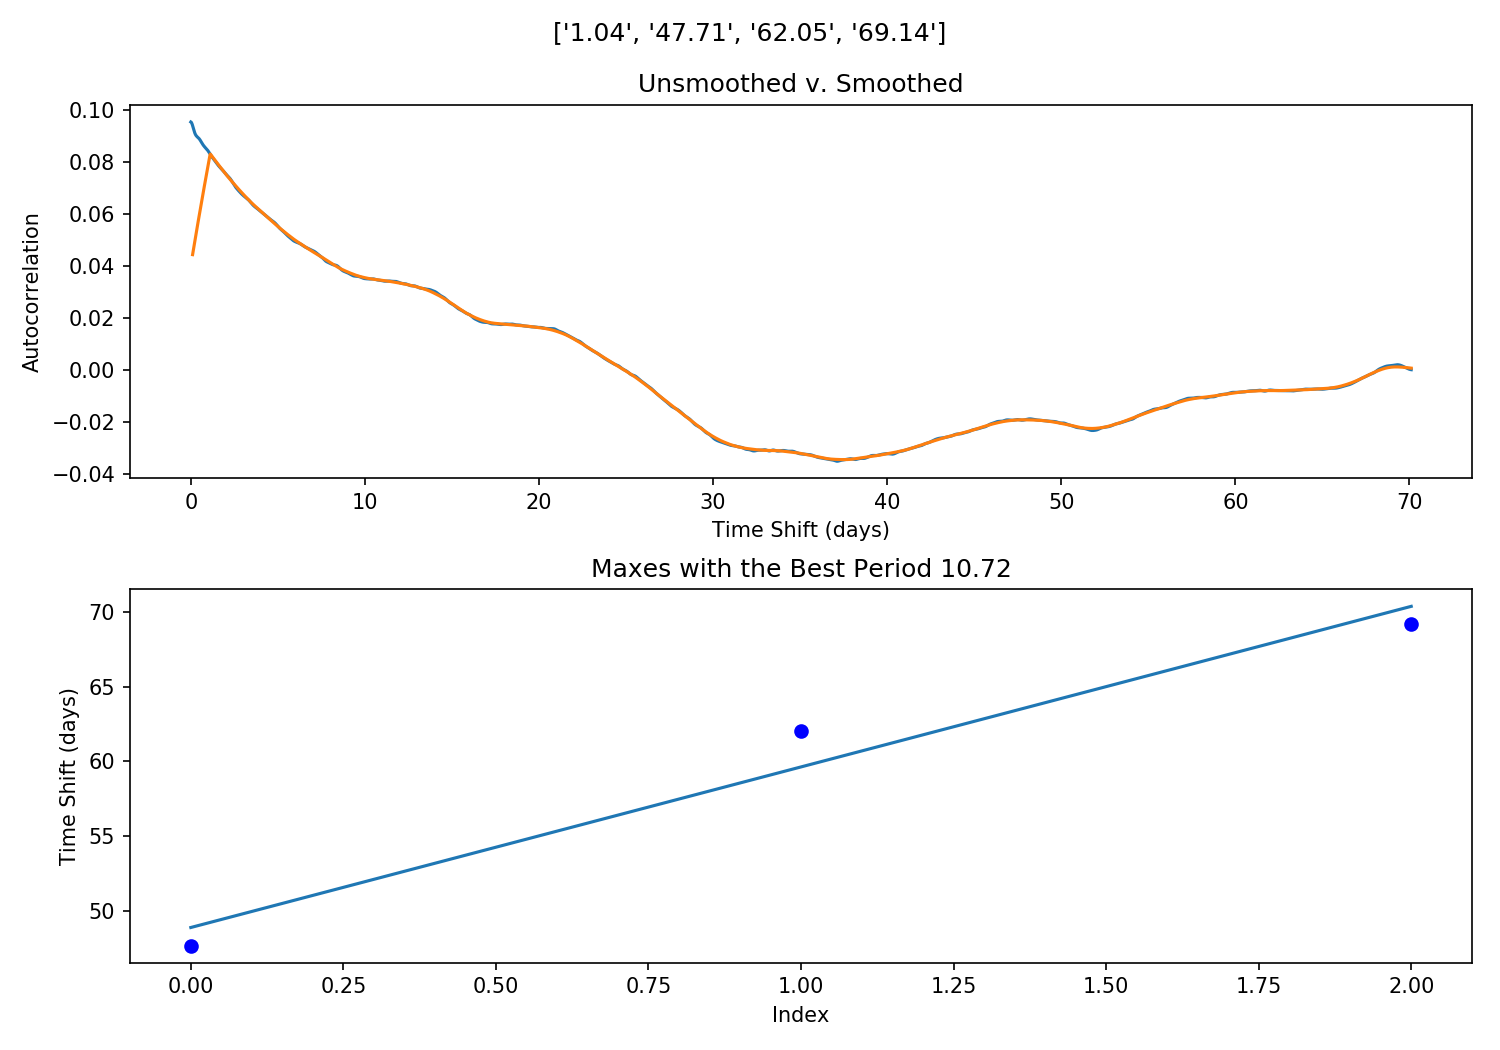 ['1.04', '47.71', '62.05', '69.14']
Unsmoothed v. Smoothed
Autocorrelation
0.10
0.08
0.06
0.04
0.02
0.00
−0.02
−0.04
0 10 20 30 40 50 60 70
Time Shift (days)
Maxes with the Best Period 10.72
Time Shift (days)
70
65
60
55
50
0.00 0.25 0.50 0.75 1.00 1.25 1.50 1.75 2.00
Index